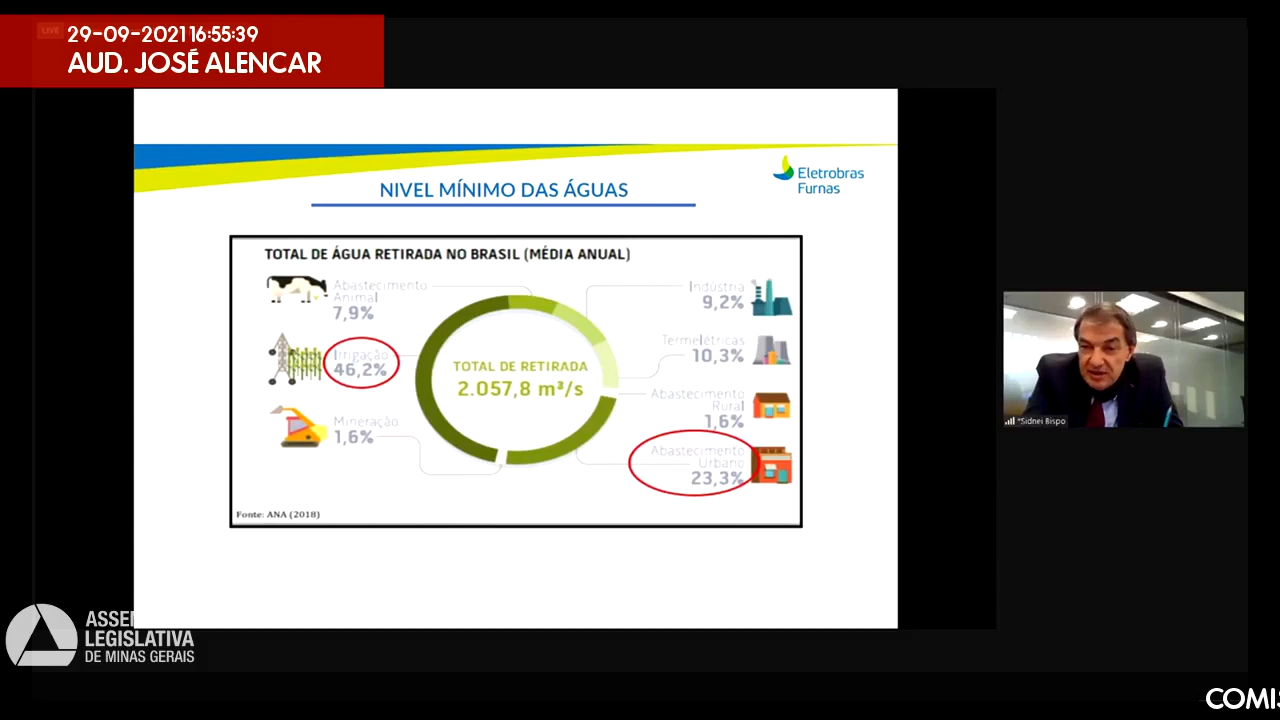 LIVE
29-09-2021 16:55:39
AUD. JOSÉ ALENCAR
Eletrobras
Furnas
NIVEL MÍNIMO DAS ÁGUAS
TOTAL DE ÁGUA RETIRADA NO BRASIL (MÉDIA ANUAL)
Abastecimento
Animal
7,9%
Irrigação
46,2%
Mineração
1,6%
TOTAL DE RETIRADA
2.057,8 m³/s
Indústria
9,2%
Termelétricas
10,3%
Abastecimento
Rural
1,6%
Abastecimento
Urbano
23,3%
Fonte: ANA (2018)
*Sidnei Bispo
ASSE
LEGISLATIVA
DE MINAS GERAIS
COMIS